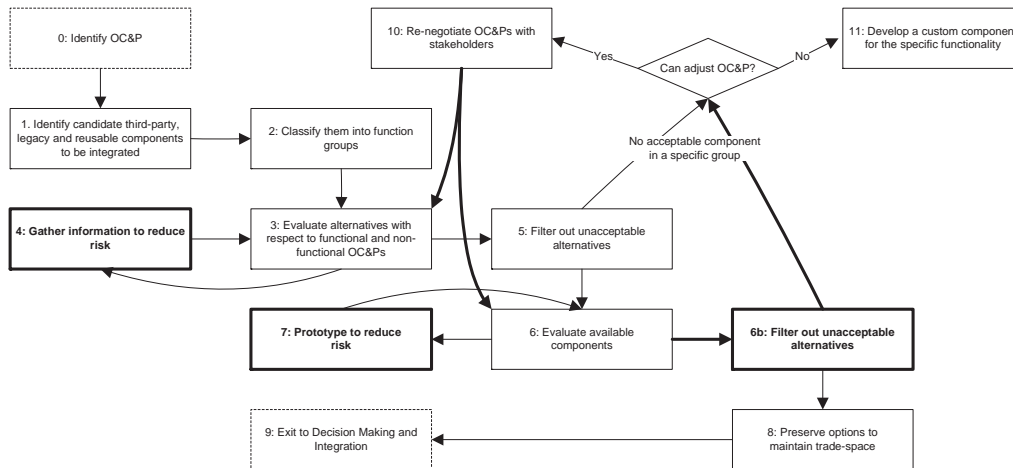 0: Identify OC&P
10: Re-negotiate OC&Ps with
stakeholders
Yes
Can adjust OC&P?
No
11: Develop a custom component
for the specific functionality
1. Identify candidate third-party,
legacy and reusable components
to be integrated
2: Classify them into function
groups
No acceptable component
in a specific group
4: Gather information to reduce
risk
3: Evaluate alternatives with
respect to functional and non-
functional OC&Ps
5: Filter out unacceptable
alternatives
7: Prototype to reduce
risk
6: Evaluate available
components
6b: Filter out unacceptable
alternatives
9: Exit to Decision Making and
Integration
8: Preserve options to
maintain trade-space